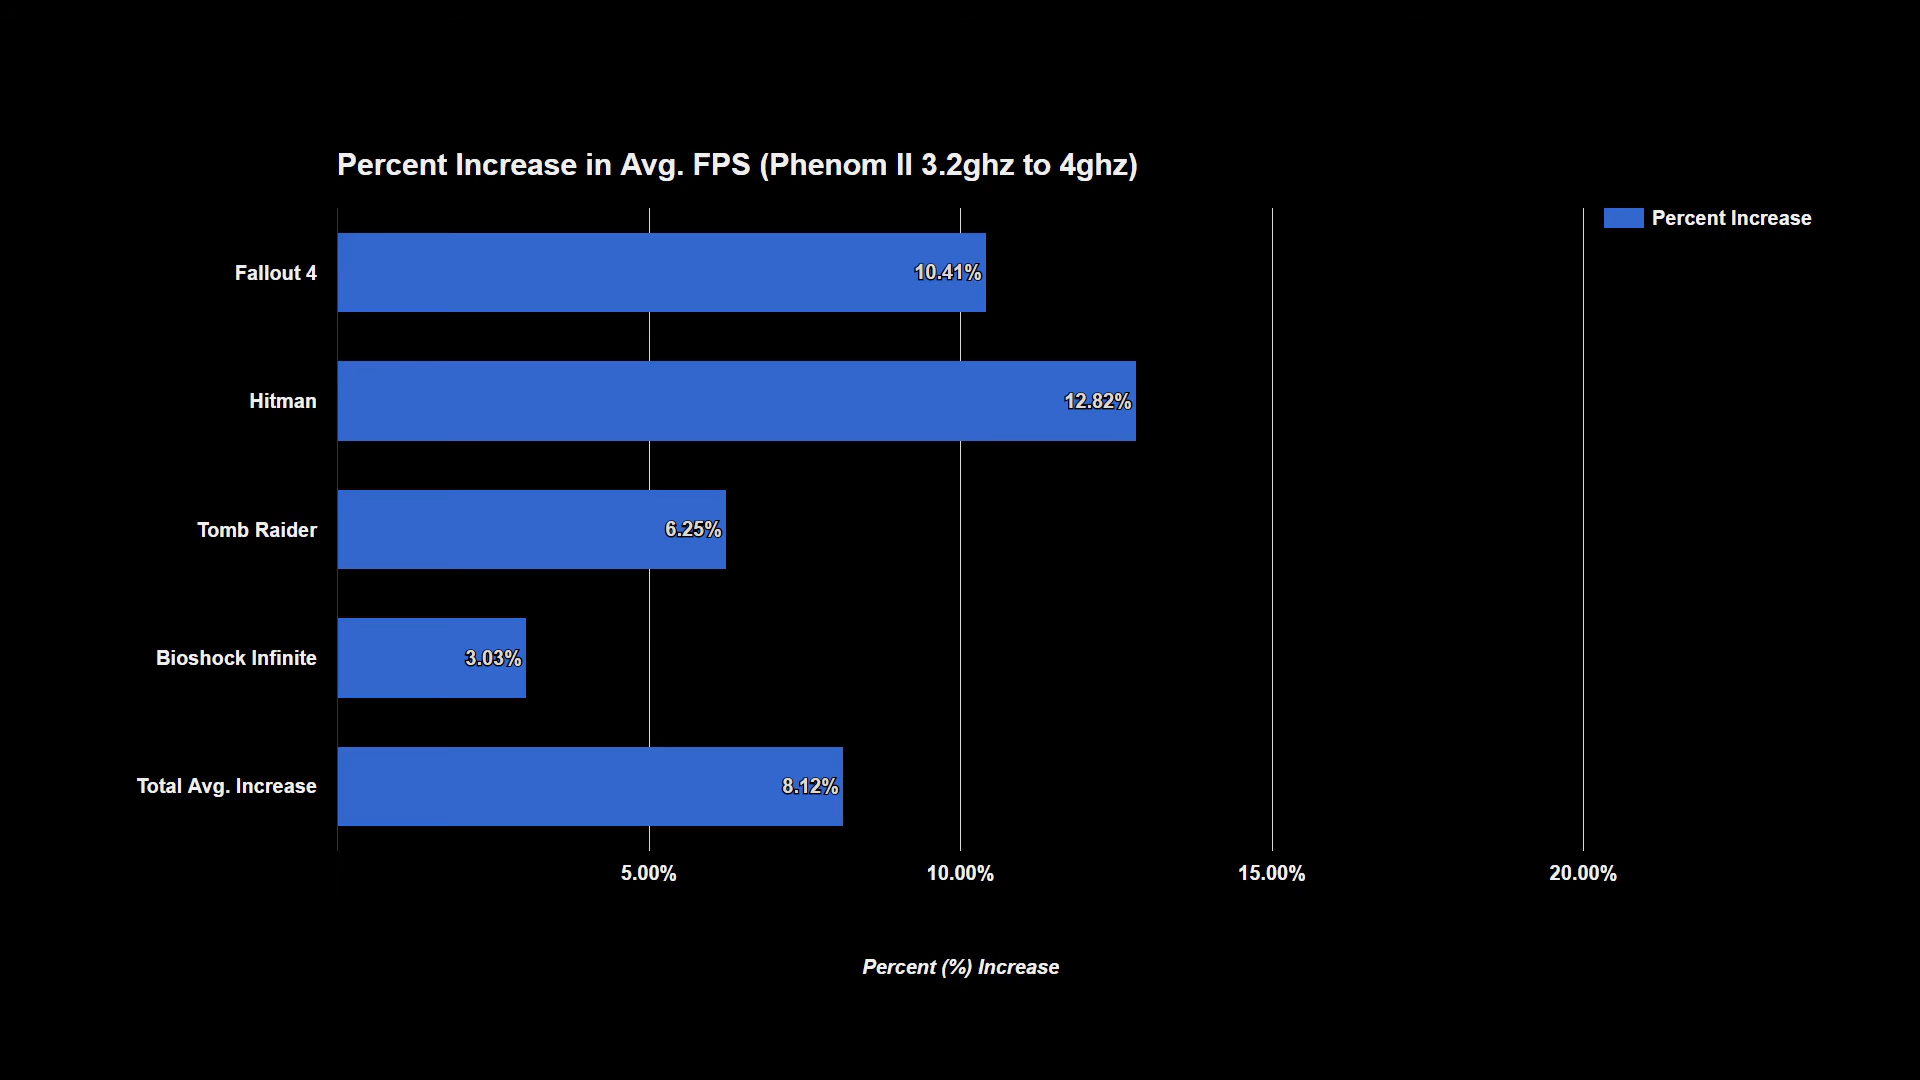 Percent Increase in Avg. FPS (Phenom II 3.2ghz to 4ghz)
Percent Increase
Fallout 4
10.41%
Hitman
12.82%
Tomb Raider
6.25%
Bioshock Infinite
3.03%
Total Avg. Increase
8.12%
5.00% 10.00% 15.00% 20.00%
Percent (%) Increase